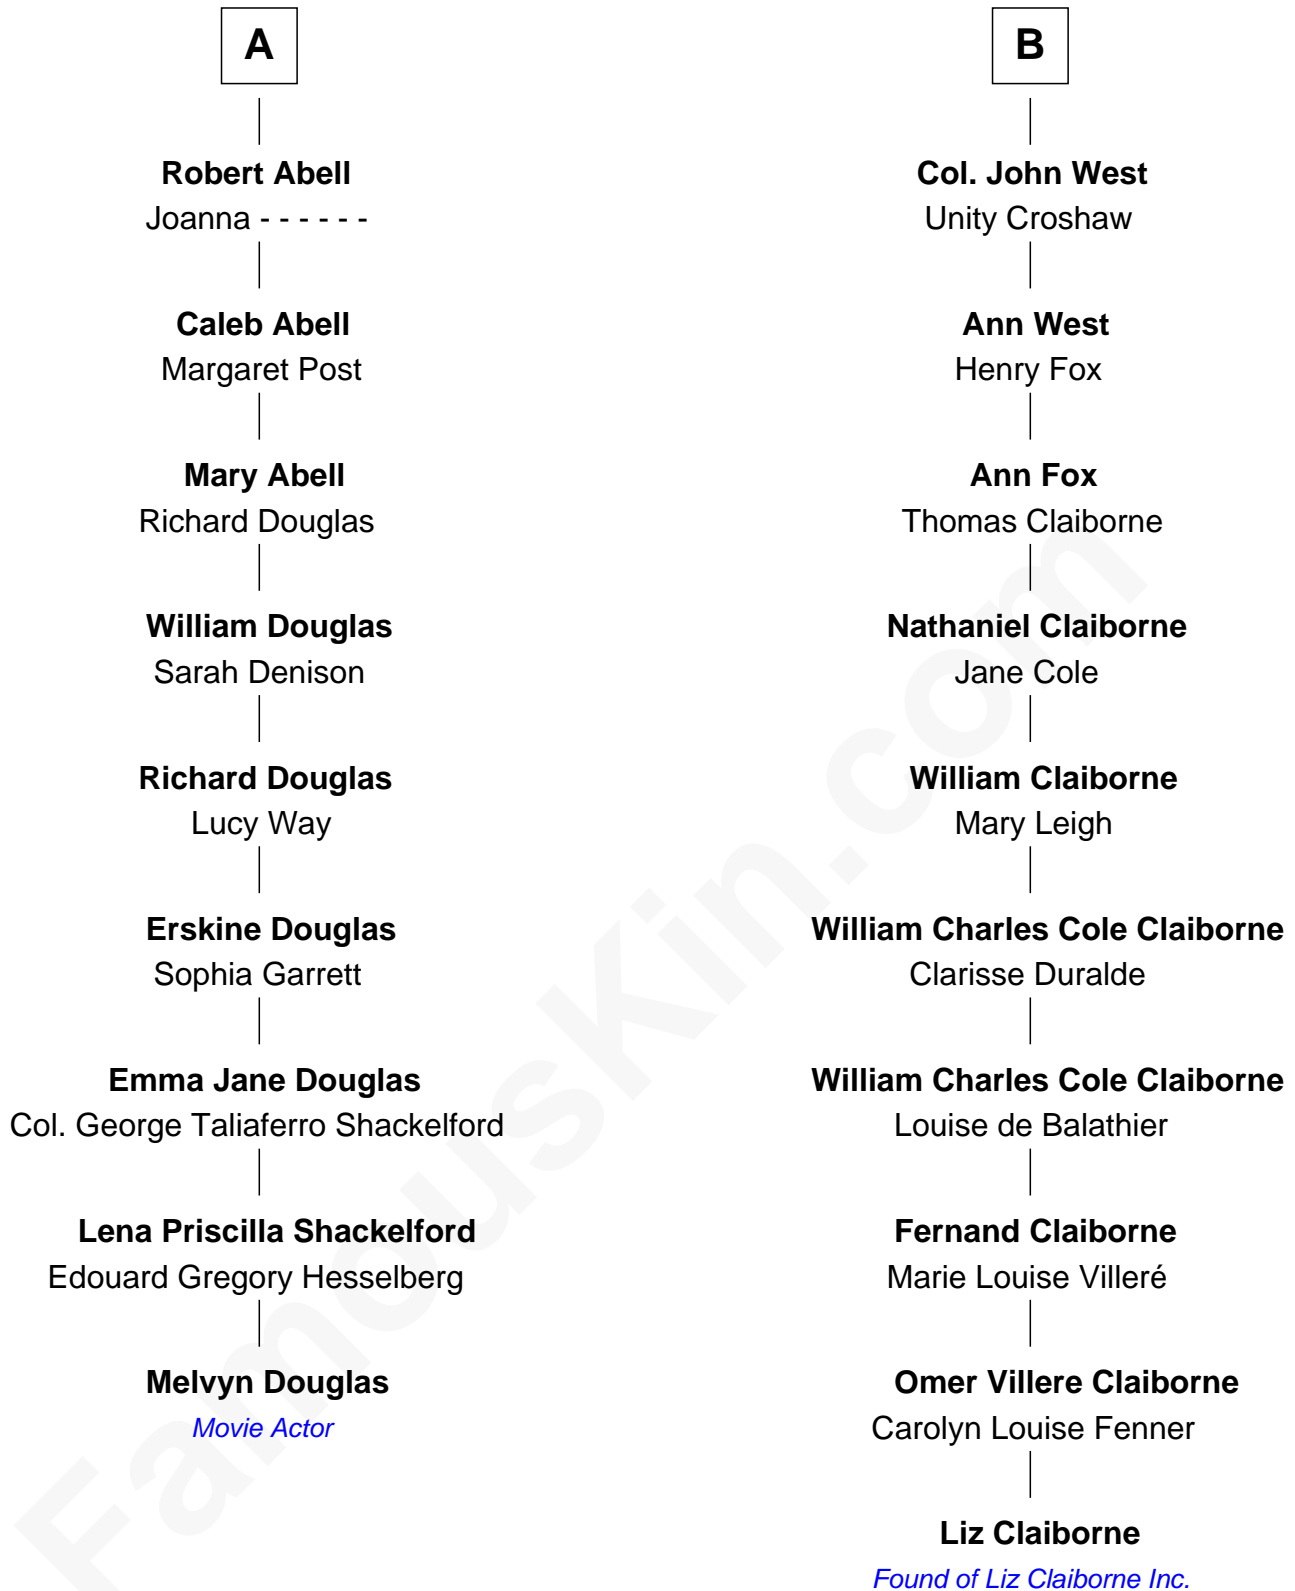 A
Robert Abell
Joanna - - - - - -
Caleb Abell
Margaret Post
Mary Abell
Richard Douglas
William Douglas
Sarah Denison
Richard Douglas
Lucy Way
Erskine Douglas
Sophia Garrett
Emma Jane Douglas
Col. George Taliaferro Shackelford
Lena Priscilla Shackelford
Edouard Gregory Hesselberg
Melvyn Douglas
Movie Actor
B
Col. John West
Unity Croshaw
Ann West
Henry Fox
Ann Fox
Thomas Claiborne
Nathaniel Claiborne
Jane Cole
William Claiborne
Mary Leigh
William Charles Cole Claiborne
Clarisse Duralde
William Charles Cole Claiborne
Louise de Balathier
Fernand Claiborne
Marie Louise Villeré
Omer Villere Claiborne
Carolyn Louise Fenner
Liz Claiborne
Found of Liz Claiborne Inc.
FamousKin.com